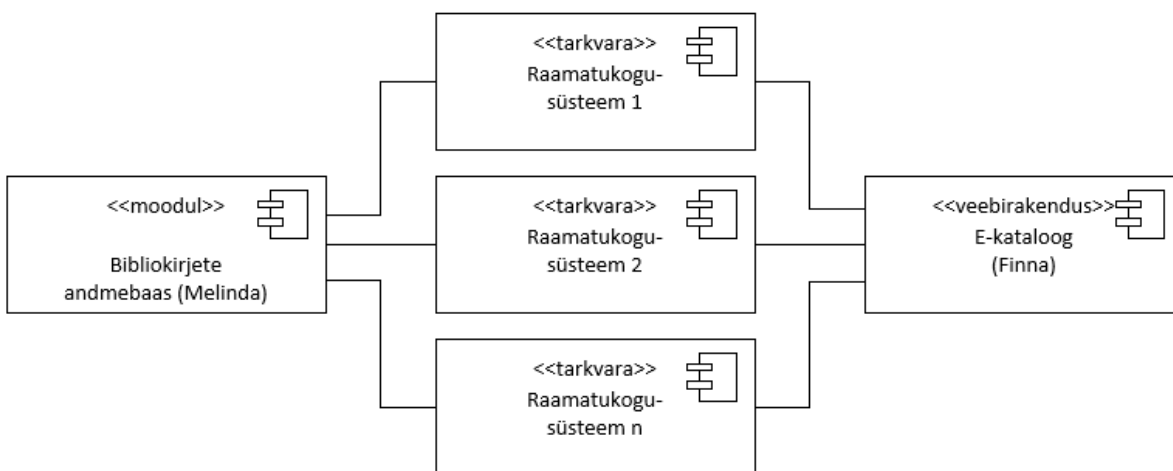 <<tarkvara>>
Raamatukogu-
süsteem 1
<<moodul>>
Bibliokirjete
andmebaas (Melinda)
<<tarkvara>>
Raamatukogu-
süsteem 2
<<veebirakendus>>
E-kataloog
(Finna)
<<tarkvara>>
Raamatukogu-
süsteem n